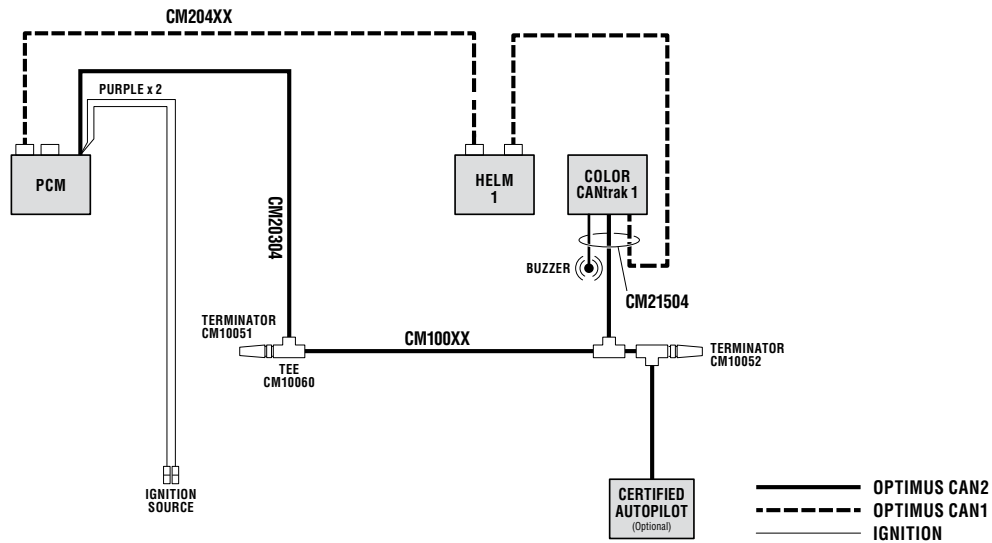 CM204XX
PURPLE x 2
PCM
HELM
1
COLOR
CANtrak 1
CM20304
BUZZER
CM21504
TERMINATOR
CM10051
CM100XX
TERMINATOR
CM10052
TEE
CM10060
IGNITION
SOURCE
CERTIFIED
AUTOPILOT
(Optional)
OPTIMUS CAN2
OPTIMUS CAN1
IGNITION